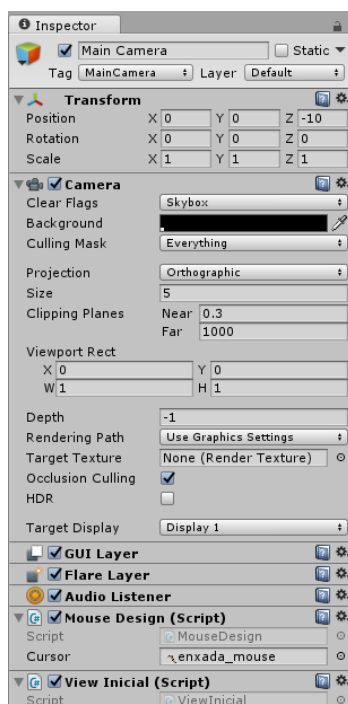 Inspector
Main Camera Static
Tag MainCamera Layer Default
Transform
Position X 0 Y 0 Z -10
Rotation X 0 Y 0 Z 0
Scale X 1 Y 1 Z 1
Camera
Clear Flags Skybox
Background
Culling Mask Everything
Projection Orthographic
Size 5
Clipping Planes Near 0.3
Far 1000
Viewport Rect
X 0 Y 0
W 1 H 1
Depth -1
Rendering Path Use Graphics Settings
Target Texture None (Render Texture)
Occlusion Culling
HDR
Target Display Display 1
GUI Layer
Flare Layer
Audio Listener
Mouse Design (Script)
Script MouseDesign
Cursor enxada_mouse
View Inicial (Script)
Script ViewInicial